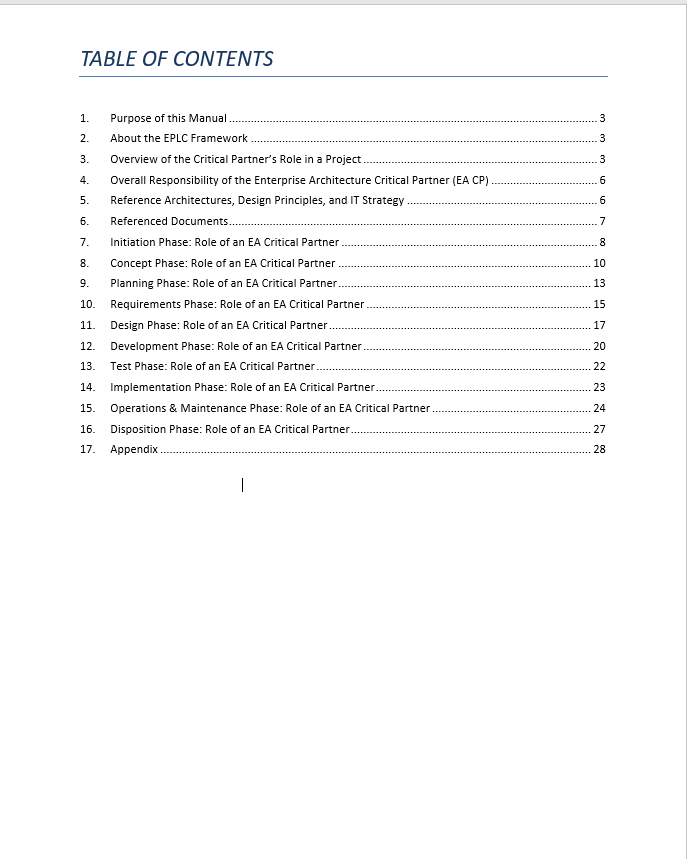 TABLE OF CONTENTS
1. Purpose of this Manual ........ 3
2. About the EPLC Framework ........ 3
3. Overview of the Critical Partner’s Role in a Project ........ 3
4. Overall Responsibility of the Enterprise Architecture Critical Partner (EA CP) ........ 6
5. Reference Architectures, Design Principles, and IT Strategy ........ 6
6. Referenced Documents ........ 7
7. Initiation Phase: Role of an EA Critical Partner ........ 8
8. Concept Phase: Role of an EA Critical Partner ........ 10
9. Planning Phase: Role of an EA Critical Partner ........ 13
10. Requirements Phase: Role of an EA Critical Partner ........ 15
11. Design Phase: Role of an EA Critical Partner ........ 17
12. Development Phase: Role of an EA Critical Partner ........ 20
13. Test Phase: Role of an EA Critical Partner ........ 22
14. Implementation Phase: Role of an EA Critical Partner ........ 23
15. Operations & Maintenance Phase: Role of an EA Critical Partner ........ 24
16. Disposition Phase: Role of an EA Critical Partner ........ 27
17. Appendix ........ 28